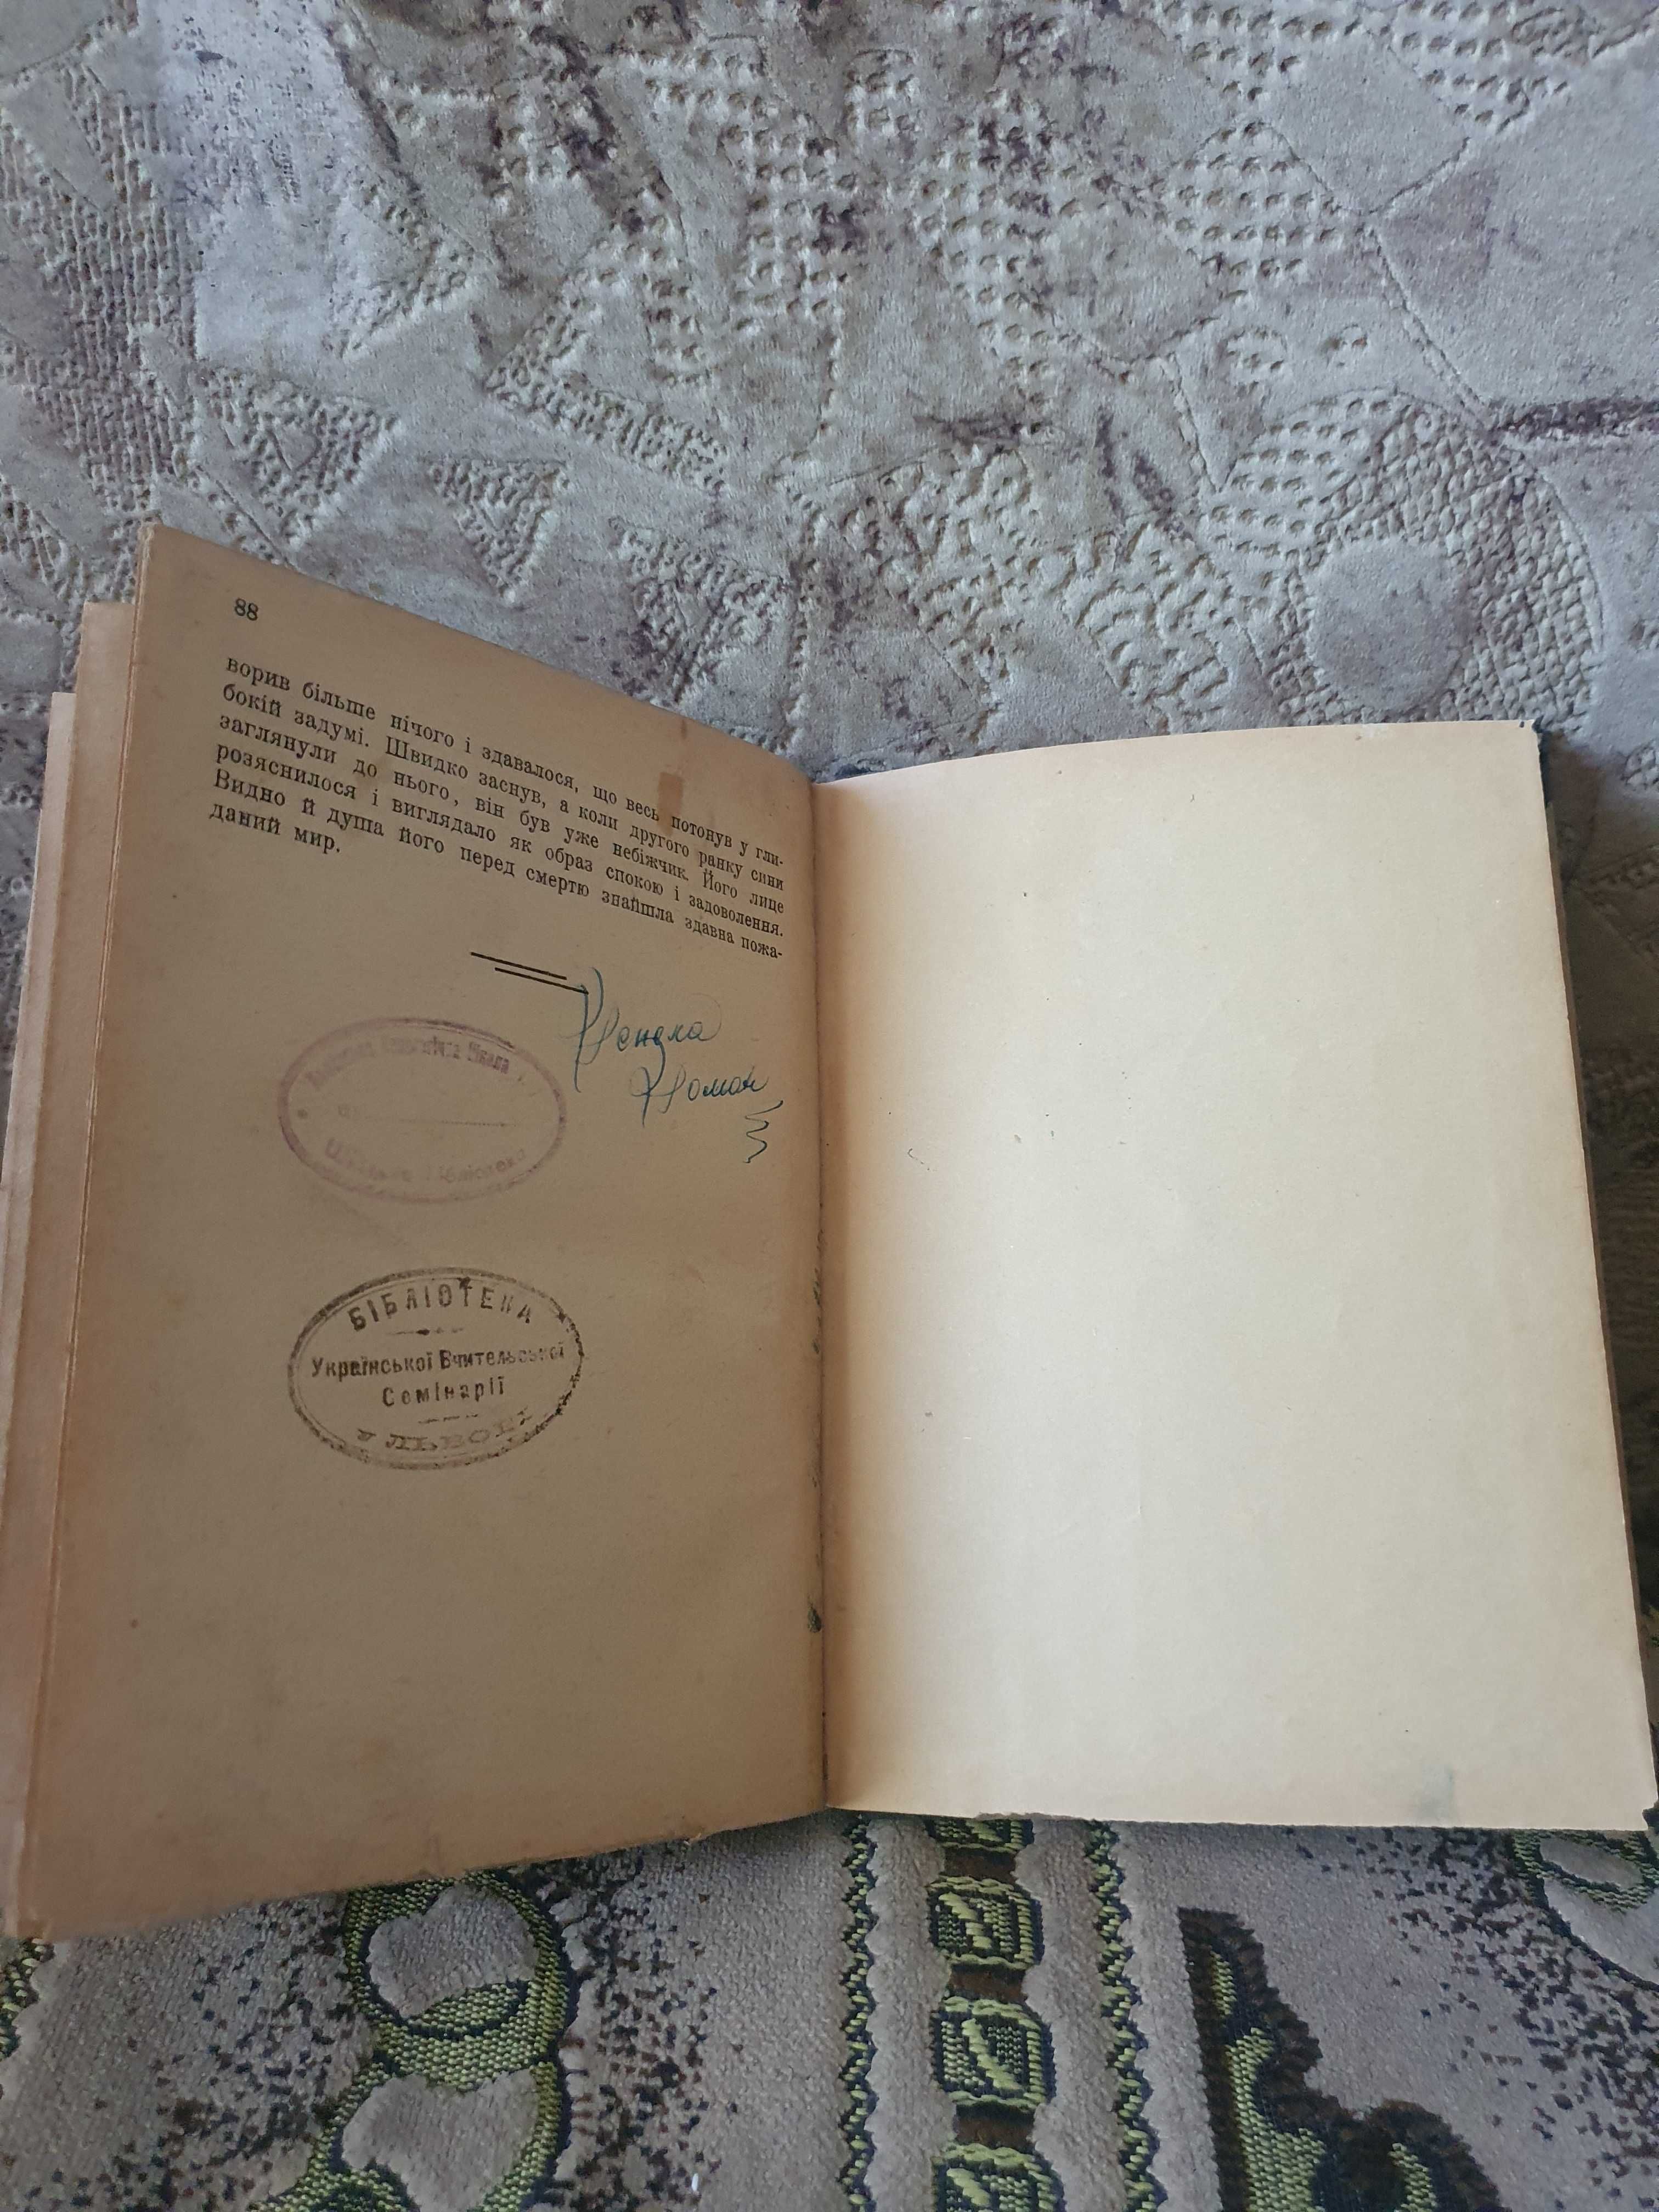 88
ворив більше нічого і здавалося, що весь потонув у гли-
бокій задумі. Швидко заснув, а коли другого ранку сини
заглянули до нього, він був уже небіжчик. Його лице
розяснилося і виглядало як образ спокою і задоволення.
Видно й душа його перед смертю знайшла здавна пожа-
даний мир.
Роман
БІБЛІОТЕКА
Української Вчительської
Семінарії
У ЛЬВОВІ